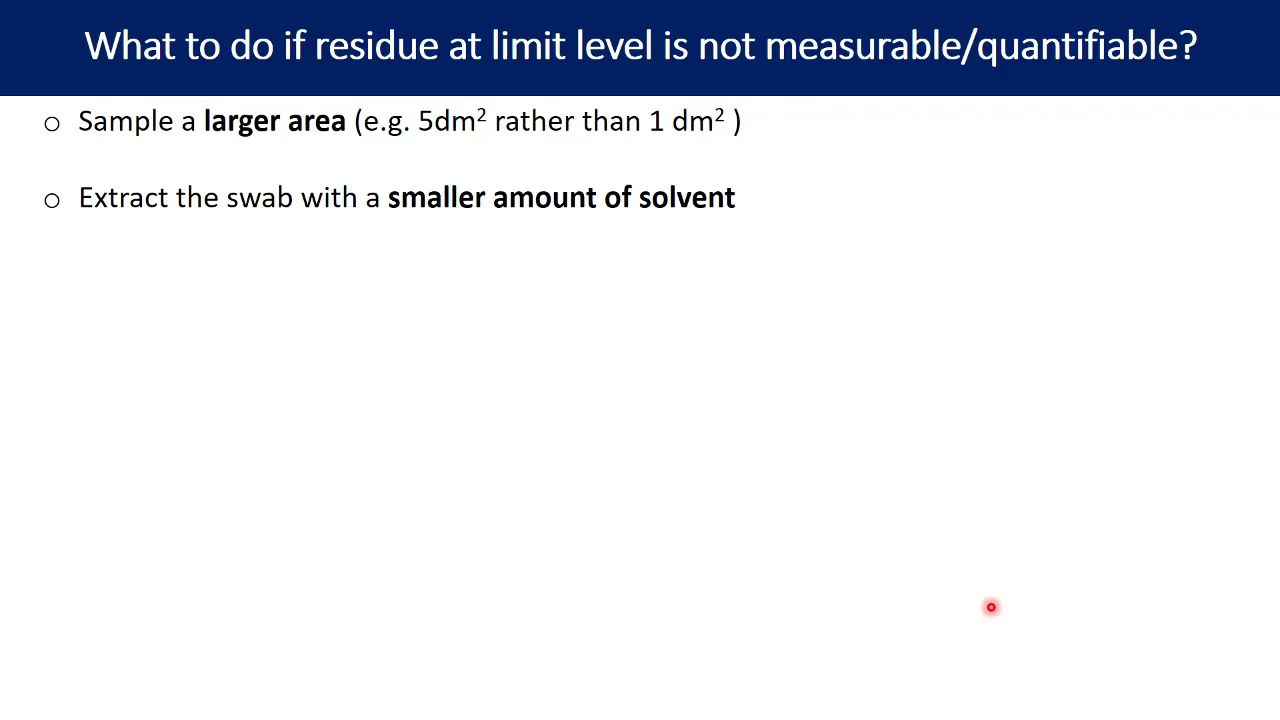 What to do if residue at limit level is not measurable/quantifiable?
o Sample a larger area (e.g. 5dm² rather than 1 dm² )
o Extract the swab with a smaller amount of solvent